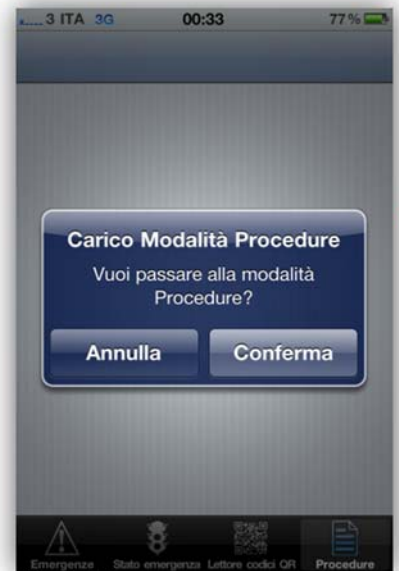 3 ITA 3G 00:33 77%
Carico Modalità Procedure
Vuoi passare alla modalità
Procedure?
Annulla Conferma
Emergenze Stato emergenza Lettore codici QR Procedure